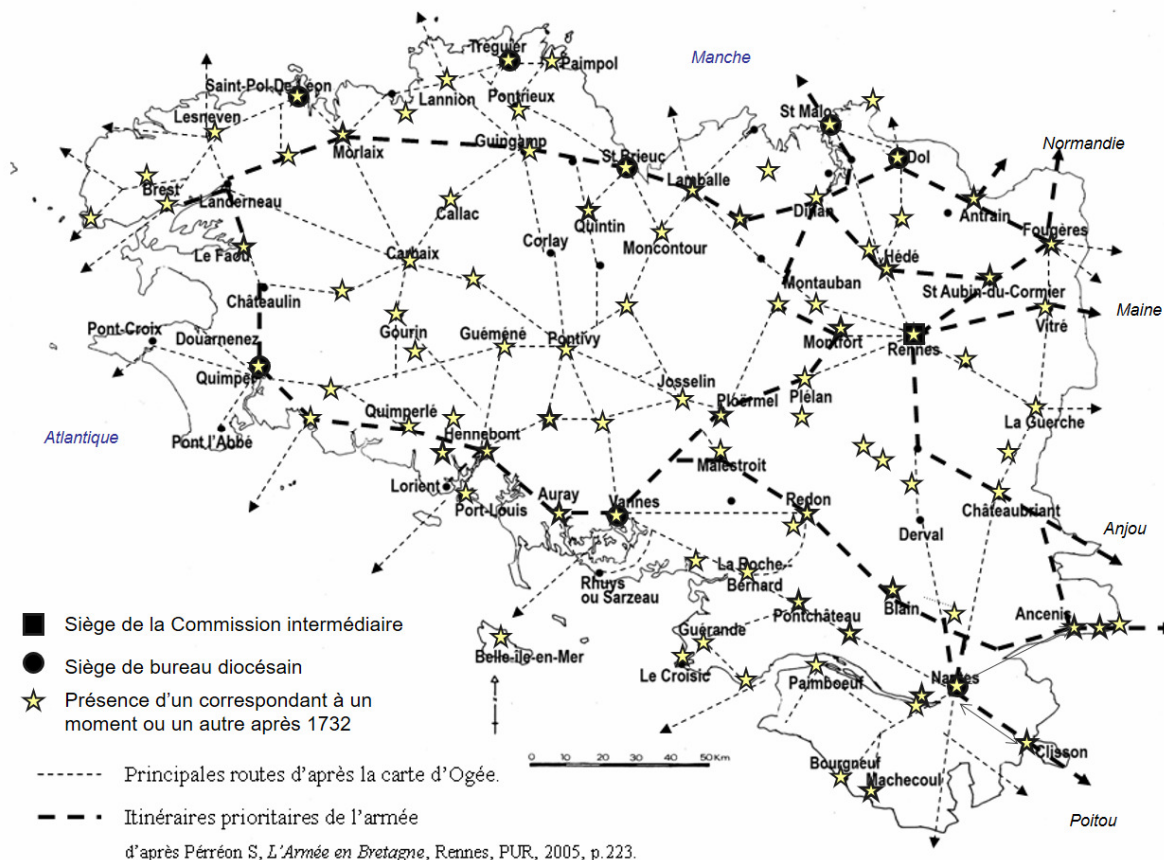 Manche
Tréguier
Paimpol
Saint-Pol De Léon
Lannion
Pontrieux
Lesneven
St Malo
Morlaix
Guingamp
Dol
Normandie
St Brieuc
Lamballe
Brest
Landerneau
Callac
Dinan
Antrain
Quintin
Fougères
Corlay
Moncontour
Le Faou
Carhaix
Hédé
Montauban
St Aubin-du-Cormier
Châteaulin
Maine
Pont-Croix
Gourin
Vitré
Douarnenez
Guéméné
Pontivy
Montfort
Rennes
Quimper
Josselin
Plélan
Quimperlé
Ploërmel
La Guerche
Atlantique
Pont l'Abbé
Hennebont
Malestroit
Lorient
Auray
Vannes
Redon
Port-Louis
Châteaubriant
Derval
Anjou
La Roche-
Bernard
Rhuys
ou Sarzeau
Blain
Pontchâteau
Ancenis
Guérande
Belle-île-en-Mer
Le Croisic
Paimboeuf
Nantes
Clisson
Bourgneuf
Machecoul
Poitou
0 10 20 30 40 50 Km
Siège de la Commission intermédiaire
Siège de bureau diocésain
Présence d'un correspondant à un
moment ou un autre après 1732
Principales routes d'après la carte d'Ogée.
Itinéraires prioritaires de l'armée
d'après Pérréon S, L'Armée en Bretagne, Rennes, PUR, 2005, p.223.